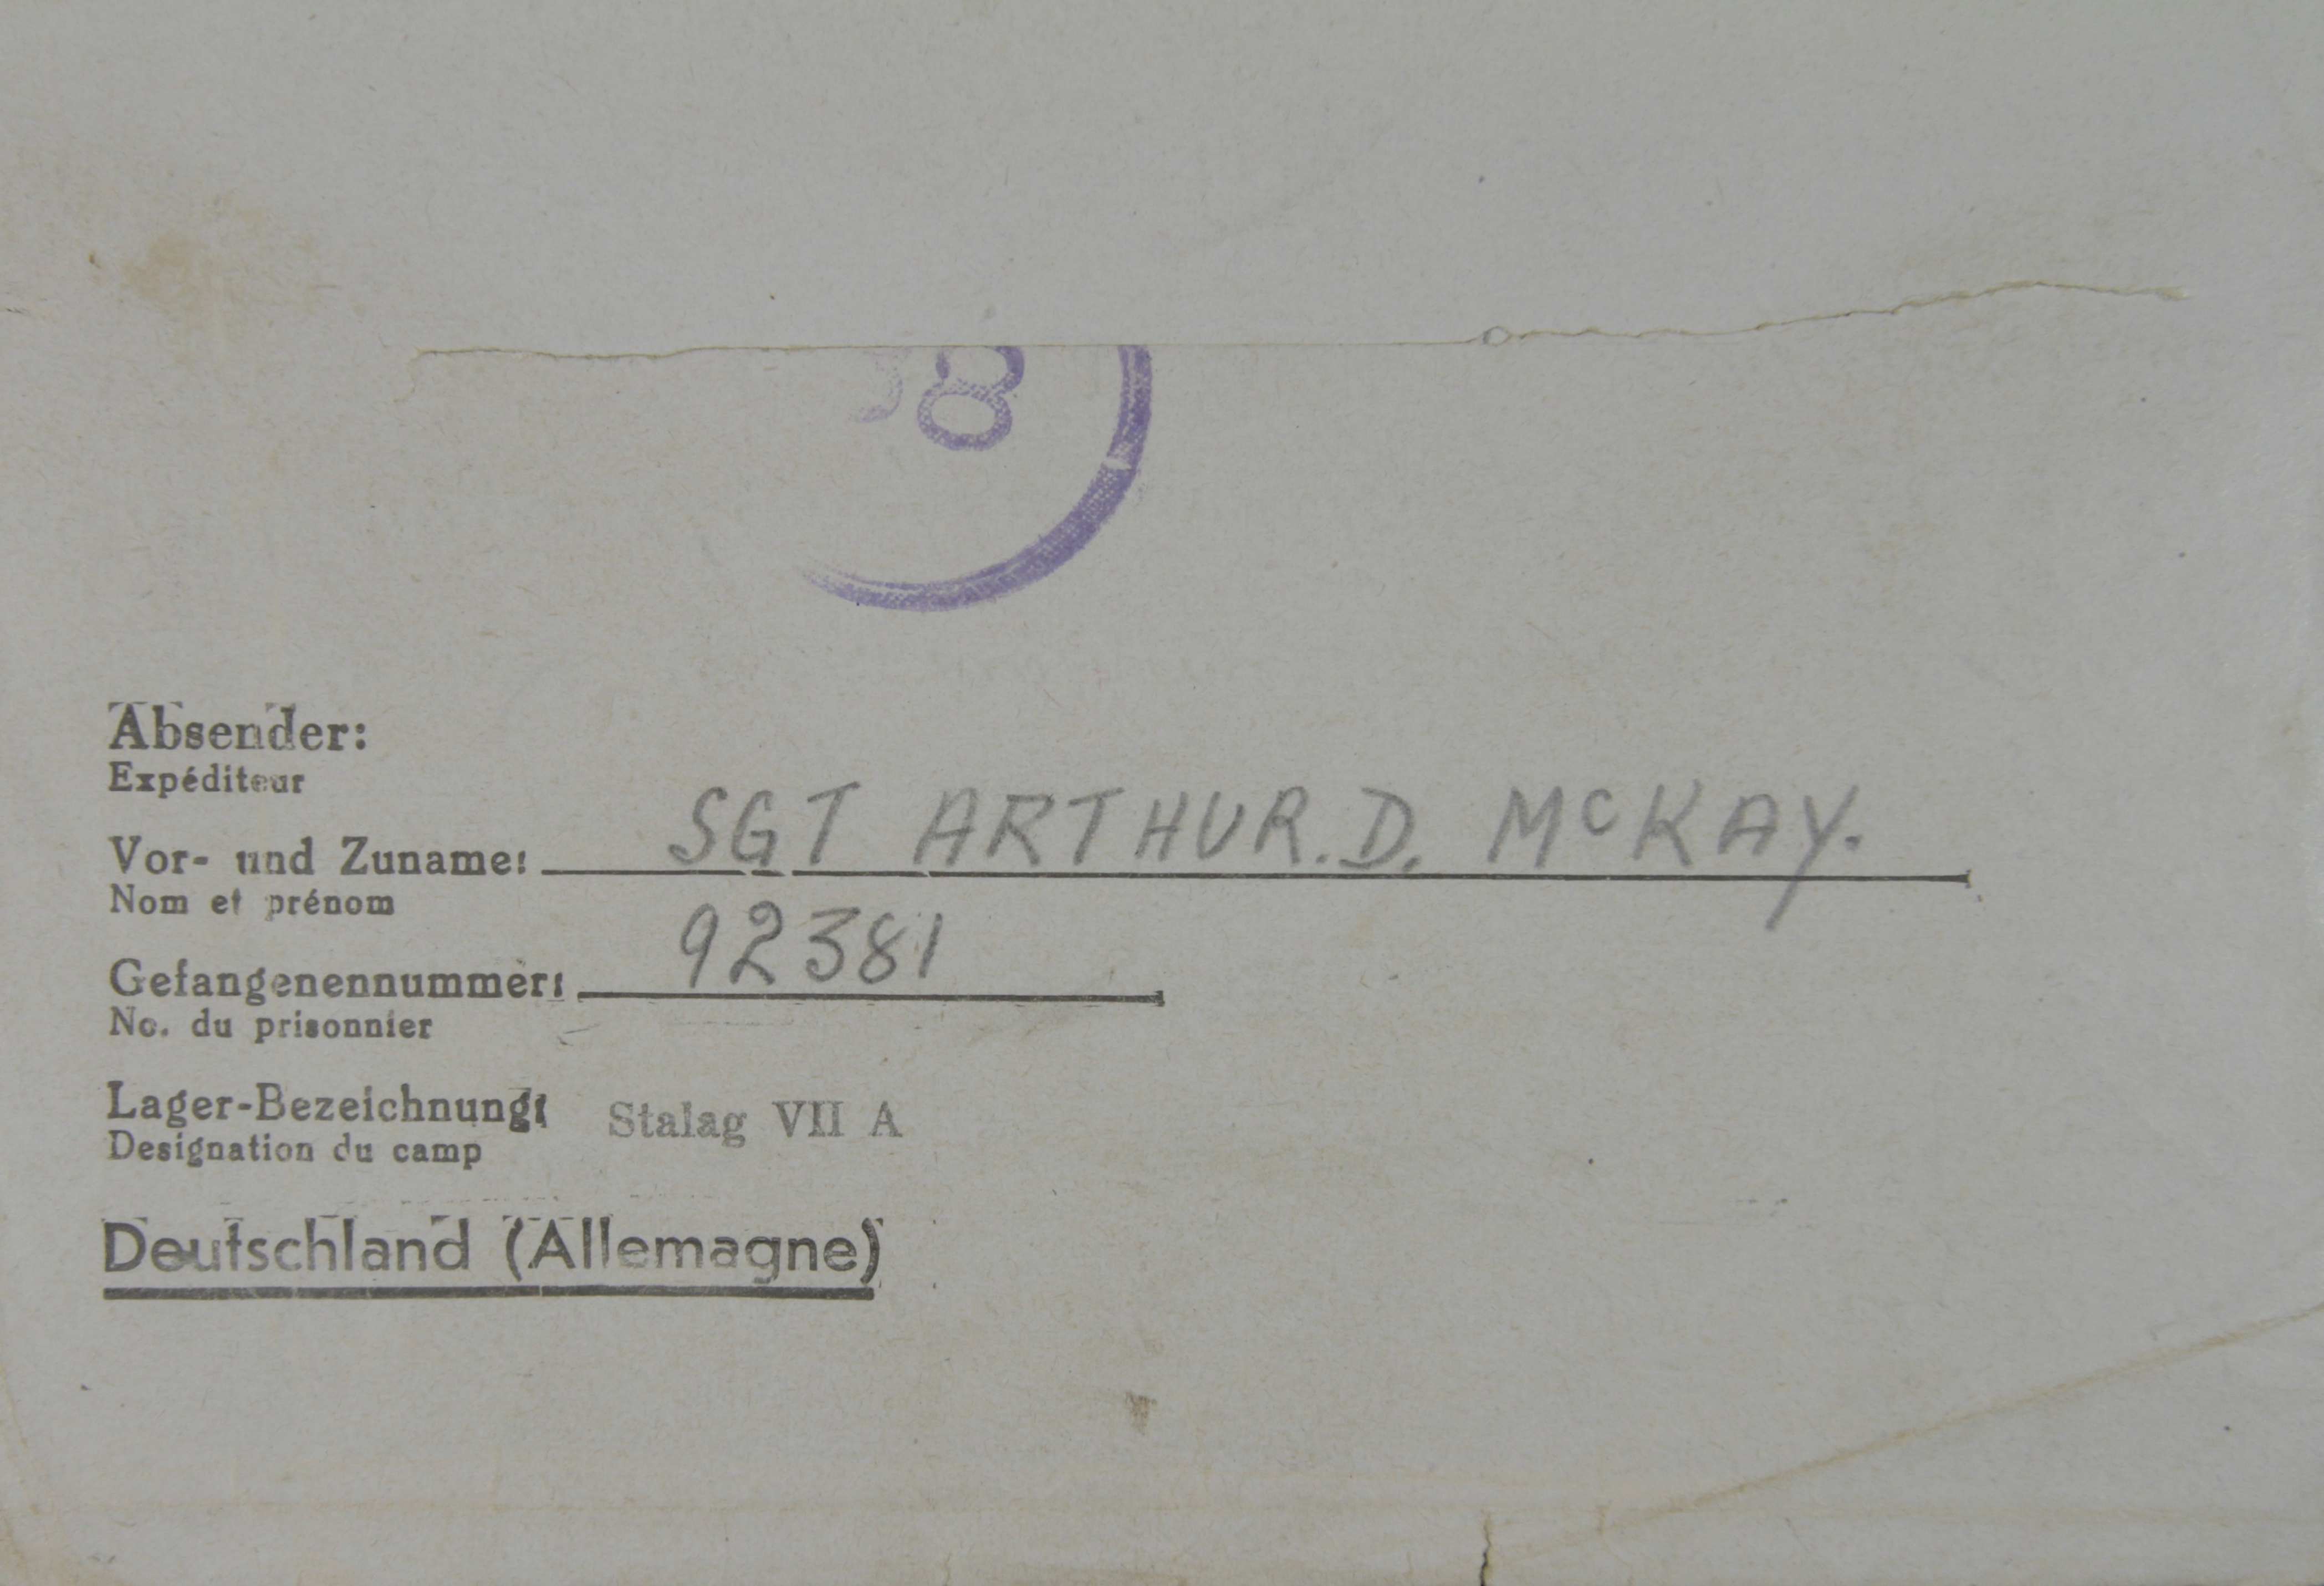 8
Absender:
Expéditeur
Vor- und Zuname: SGT ARTHUR. D. McKAY.
Nom et prénom
Gefangenennummer: 92381
No. du prisonnier
Lager-Bezeichnung: Stalag VII A
Designation du camp
Deutschland (Allemagne)